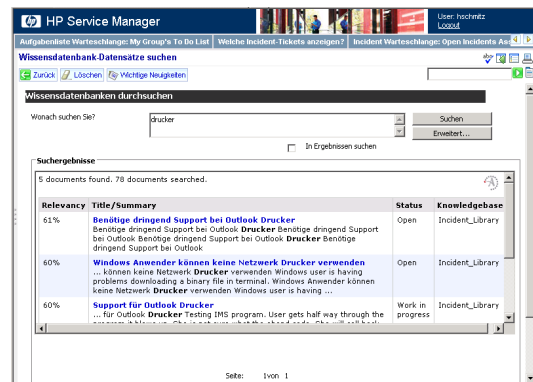 HP Service Manager
User: hschmitz
Logout
Aufgabenliste Warteschlange: My Group's To Do List
Welche Incident-Tickets anzeigen?
Incident Warteschlange: Open Incidents As
Wissensdatenbank-Datensätze suchen
Zurück
Löschen
Wichtige Neuigkeiten
Wissensdatenbanken durchsuchen
Wonach suchen Sie?
drucker
Suchen
Erweitert...
In Ergebnissen suchen
Suchergebnisse
5 documents found. 78 documents searched.
Relevancy Title/Summary Status Knowledgebase
61% Benötige dringend Support bei Outlook Drucker Open Incident_Library
Benötige dringend Support bei Outlook Drucker Benötige dringend Support
bei Outlook Benötige dringend Support bei Outlook Drucker Benötige
dringend Support bei Outlook
60% Windows Anwender können keine Netzwerk Drucker verwenden Open Incident_Library
... können keine Netzwerk Drucker verwenden Windows user is having
problems downloading a binary file in terminal. Windows Anwender können
keine Netzwerk Drucker verwenden Windows user is having ...
60% Support für Outlook Drucker Work in Incident_Library
... für Outlook Drucker Testing IMS program. User gets half way through the progress
Seite: 1von 1